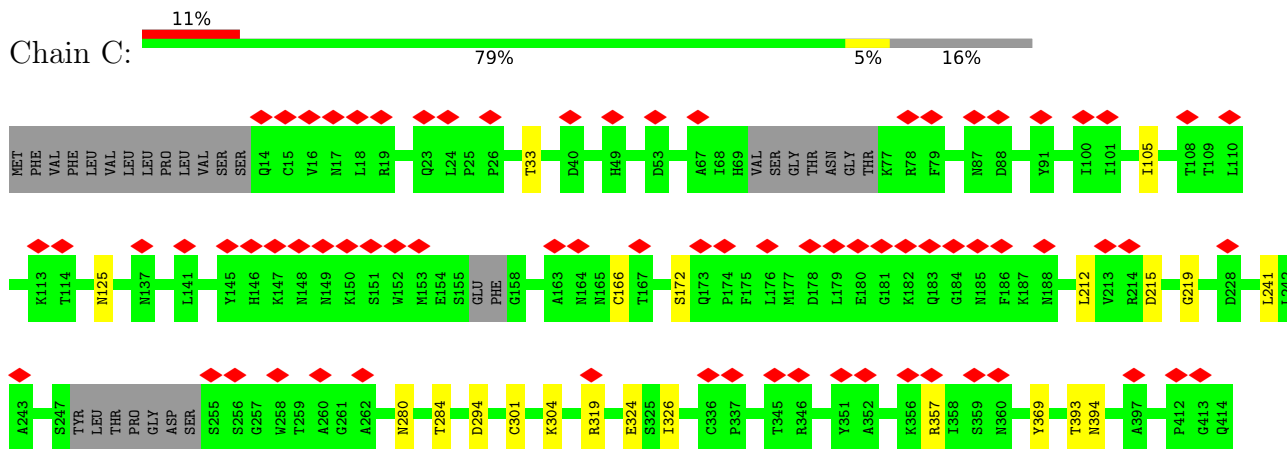 11%
Chain C:
79% 5% 16%
MET PHE VAL PHE LEU VAL LEU LEU PRO LEU VAL SER SER Q14 C15 V16 N17 L18 R19 Q23 L24 P25 P26 T33 D40 H49 D53 A67 I68 H69 VAL SER GLY THR ASN GLY THR K77 R78 F79 N87 D88 Y91 I100 I101 I105 T108 T109 L110
K113 T114 N125 N137 L141 Y145 H146 K147 N148 N149 K150 S151 W152 M153 E154 S155 GLU PHE G158 A163 N164 N165 C166 T167 S172 Q173 P174 F175 L176 M177 D178 L179 E180 G181 K182 Q183 G184 N185 F186 K187 N188 L212 V213 R214 D215 G219 D228 L241 L242
A243 S247 TYR LEU THR PRO GLY ASP SER S255 S256 G257 W258 T259 A260 G261 A262 N280 T284 D294 C301 K304 R319 E324 S325 I326 C336 P337 T345 R346 Y351 A352 K356 R357 I358 S359 N360 Y369 T393 N394 A397 P412 G413 Q414